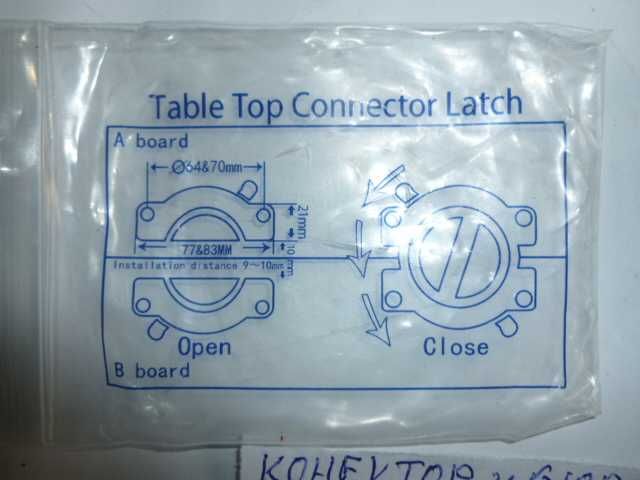 Table Top Connector Latch
A board
Ø64&70mm
21mm
77&83MM
10mm
Installation distance 9~10mm
Open
Close
B board
КОНЕКТОР